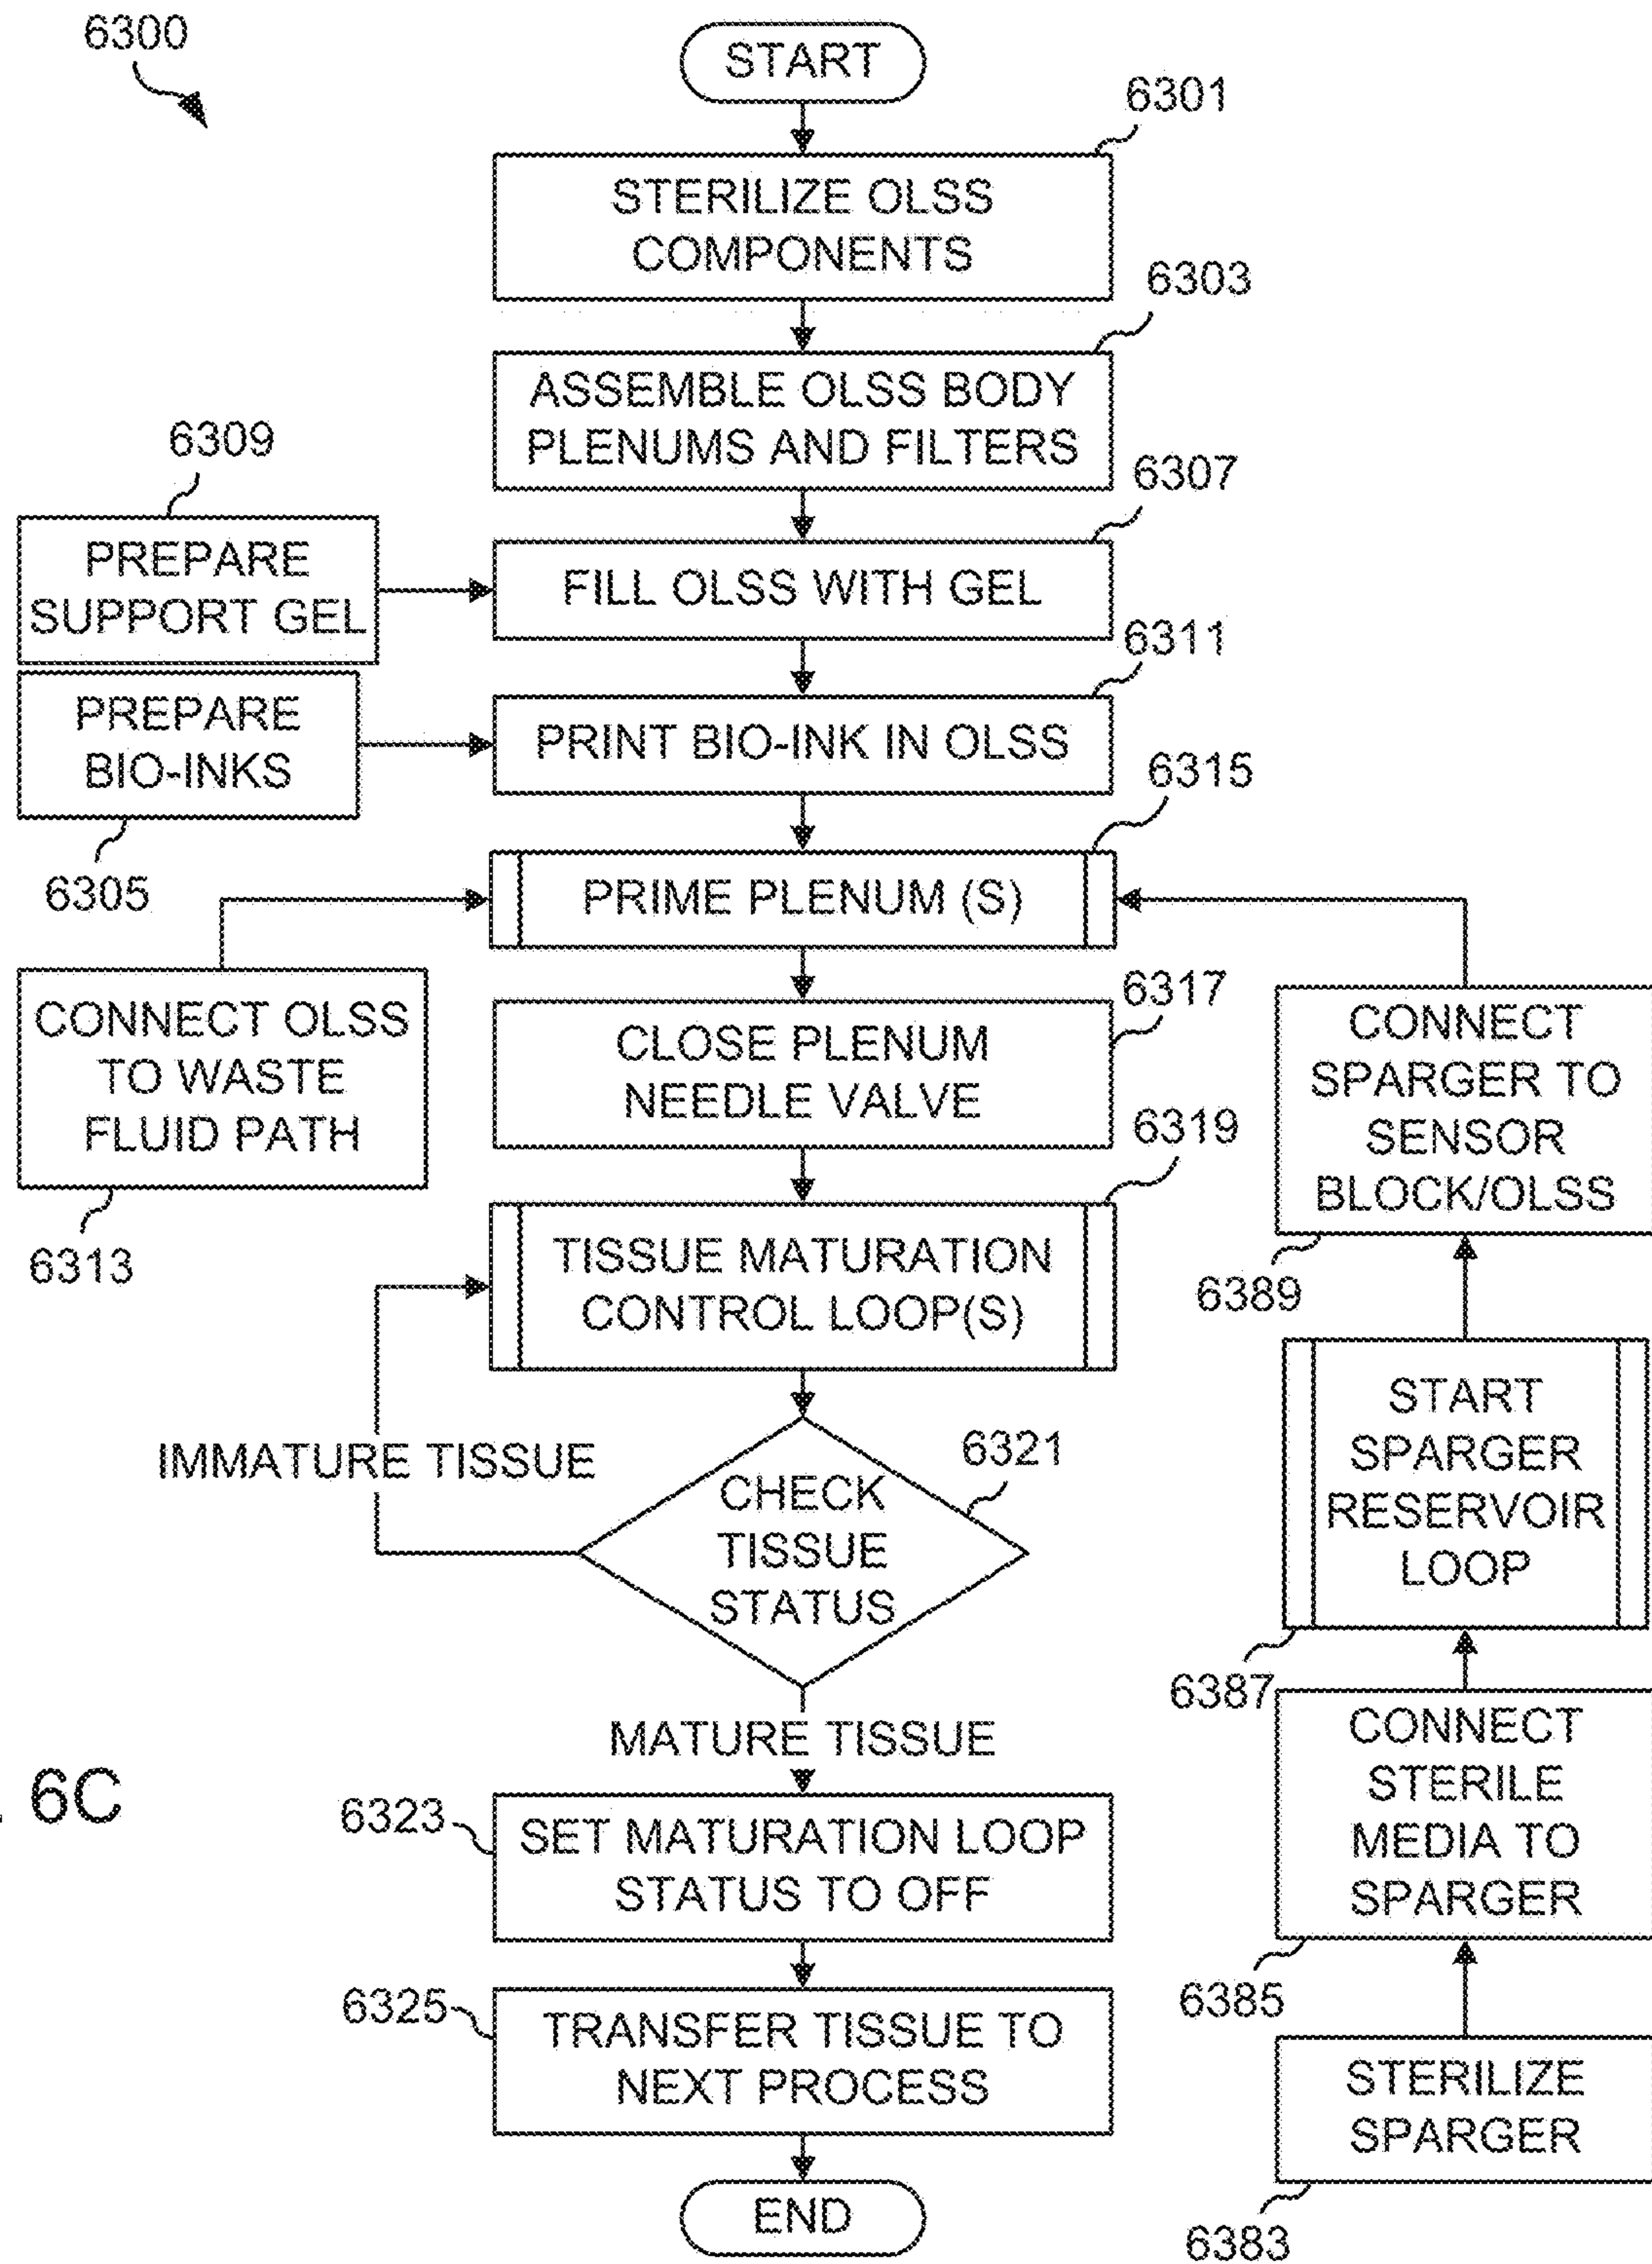 6300
START
6301
STERILIZE OLSS
COMPONENTS
6303
ASSEMBLE OLSS BODY
PLENUMS AND FILTERS
6309
PREPARE
SUPPORT GEL
6307
FILL OLSS WITH GEL
6311
PREPARE
BIO-INKS
6305
PRINT BIO-INK IN OLSS
6315
PRIME PLENUM (S)
CONNECT OLSS
TO WASTE
FLUID PATH
6313
6317
CLOSE PLENUM
NEEDLE VALVE
6319
CONNECT
SPARGER TO
SENSOR
BLOCK/OLSS
6389
TISSUE MATURATION
CONTROL LOOP(S)
IMMATURE TISSUE
6321
CHECK
TISSUE
STATUS
START
SPARGER
RESERVOIR
LOOP
6387
MATURE TISSUE
CONNECT
STERILE
MEDIA TO
SPARGER
6385
6C
6323
SET MATURATION LOOP
STATUS TO OFF
6325
TRANSFER TISSUE TO
NEXT PROCESS
STERILIZE
SPARGER
6383
END